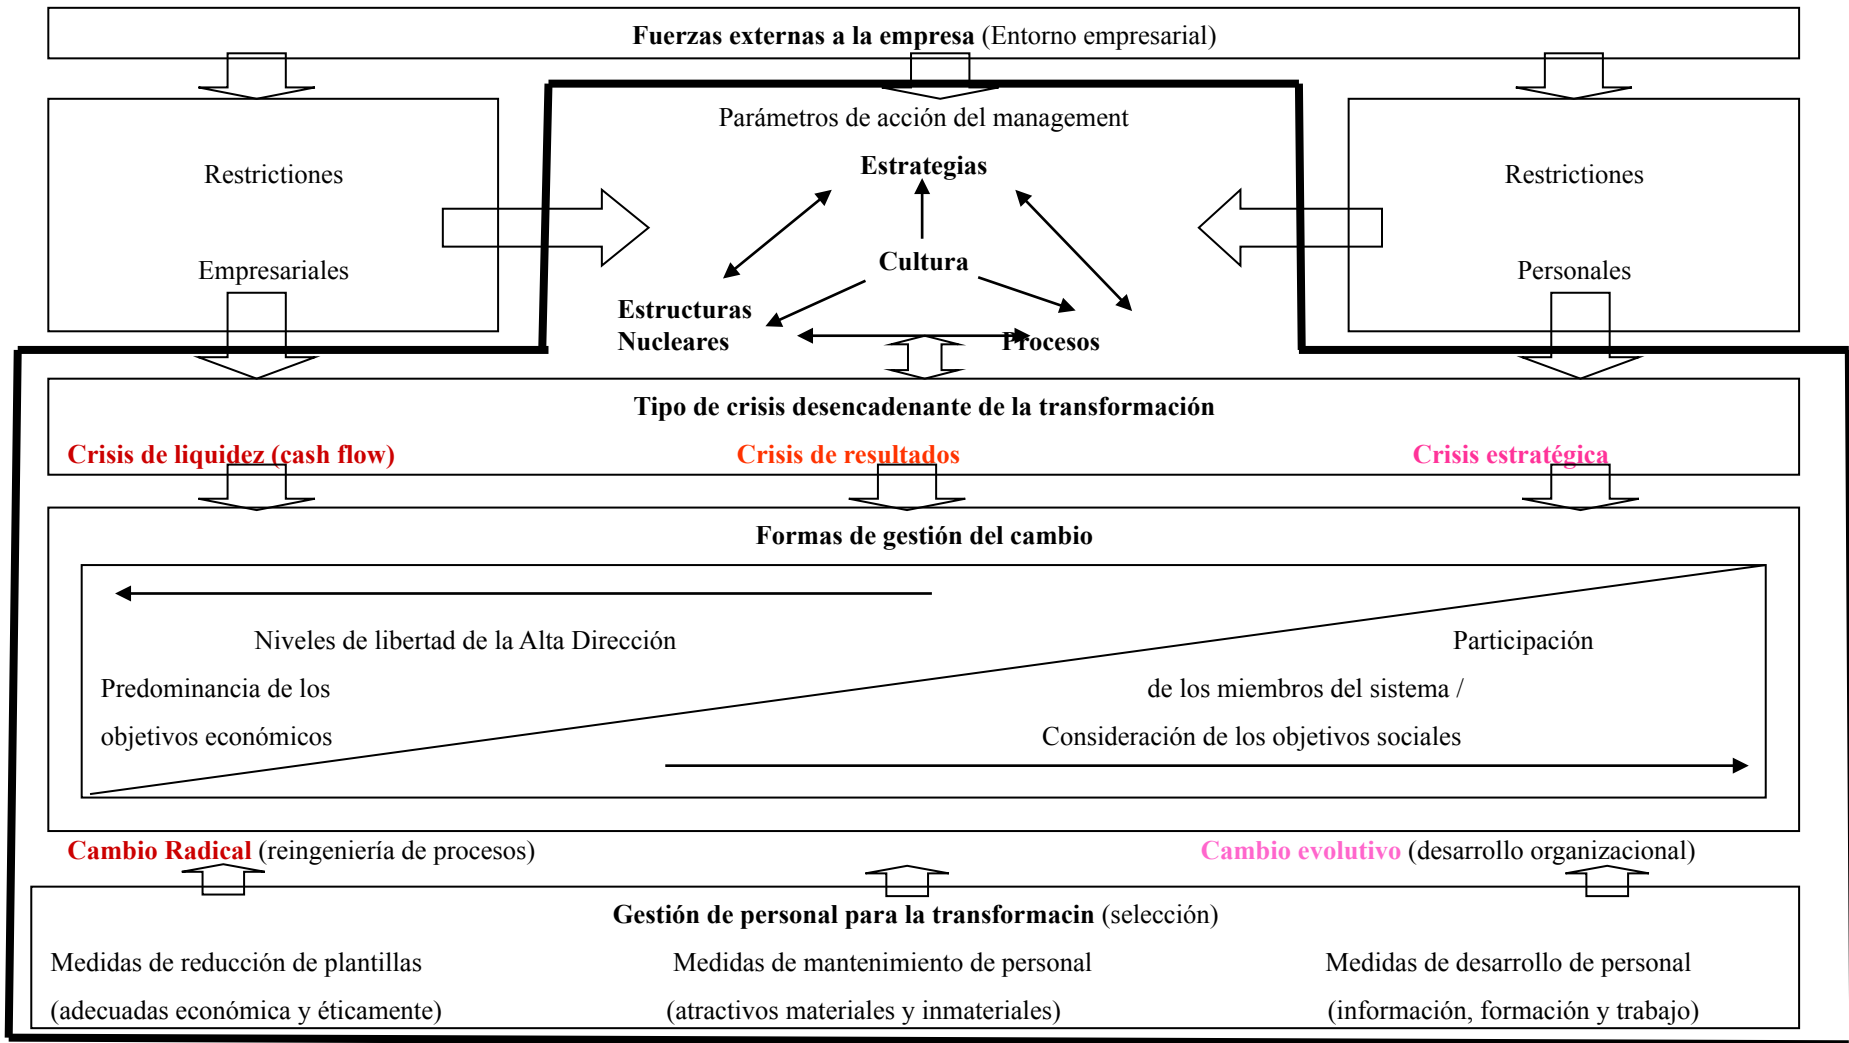 Fuerzas externas a la empresa (Entorno empresarial)
Parámetros de acción del management
Restrictiones
Empresariales
Estrategias
Cultura
Estructuras
Nucleares
Procesos
Restrictiones
Personales
Tipo de crisis desencadenante de la transformación
Crisis de liquidez (cash flow)
Crisis de resultados
Crisis estratégica
Formas de gestión del cambio
Niveles de libertad de la Alta Dirección
Predominancia de los
objetivos económicos
Participación
de los miembros del sistema /
Consideración de los objetivos sociales
Cambio Radical (reingeniería de procesos)
Cambio evolutivo (desarrollo organizacional)
Gestión de personal para la transformacin (selección)
Medidas de reducción de plantillas
(adecuadas económica y éticamente)
Medidas de mantenimiento de personal
(atractivos materiales y inmateriales)
Medidas de desarrollo de personal
(información, formación y trabajo)